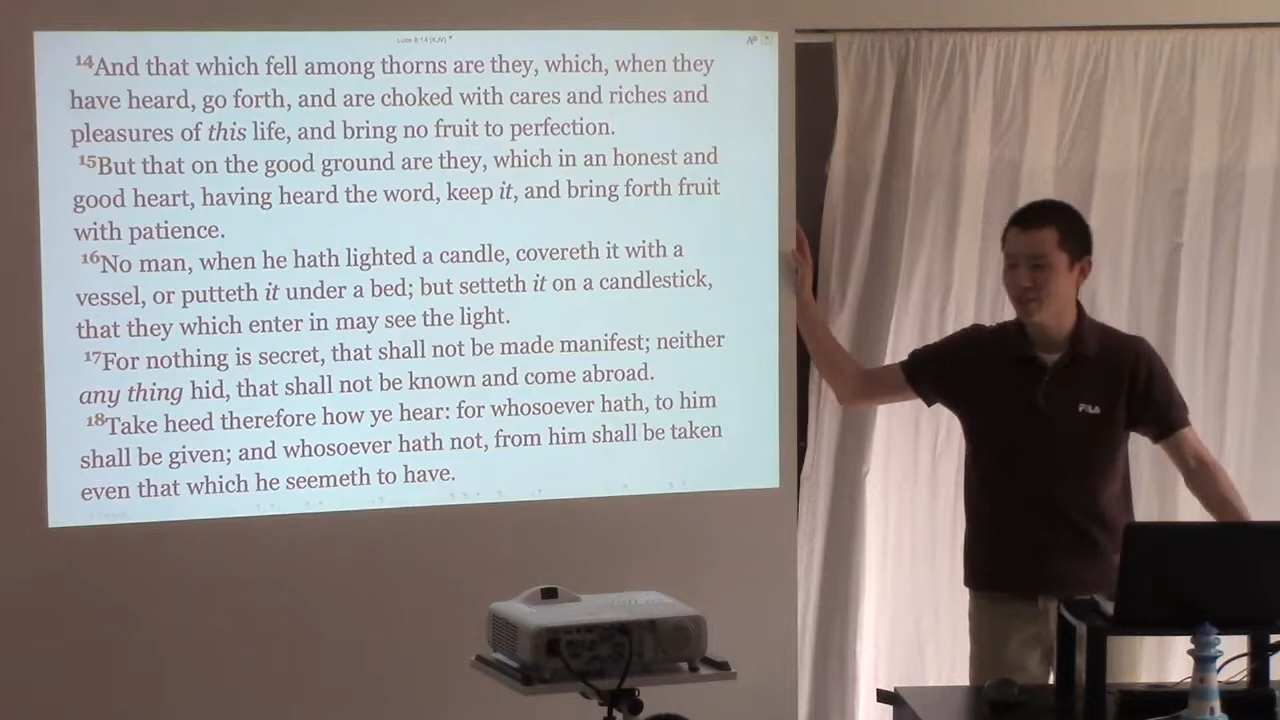 Luke 8:14 (KJV)
14And that which fell among thorns are they, which, when they
have heard, go forth, and are choked with cares and riches and
pleasures of this life, and bring no fruit to perfection.
15But that on the good ground are they, which in an honest and
good heart, having heard the word, keep it, and bring forth fruit
with patience.
16No man, when he hath lighted a candle, covereth it with a
vessel, or putteth it under a bed; but setteth it on a candlestick,
that they which enter in may see the light.
17For nothing is secret, that shall not be made manifest; neither
any thing hid, that shall not be known and come abroad.
18Take heed therefore how ye hear: for whosoever hath, to him
shall be given; and whosoever hath not, from him shall be taken
even that which he seemeth to have.
FILA